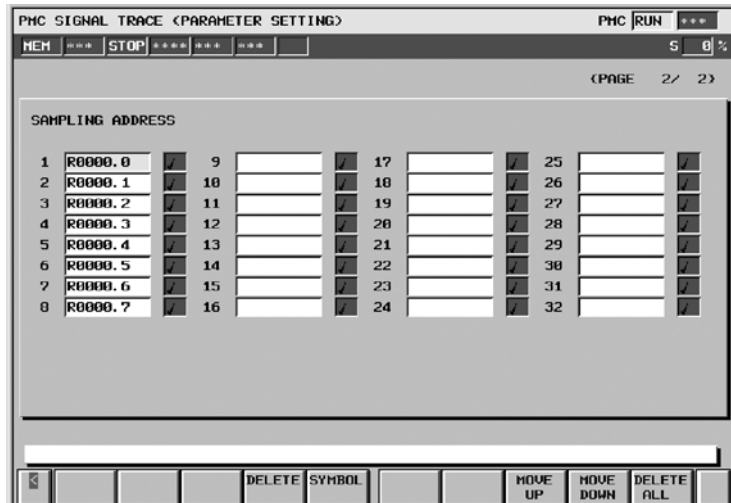 PMC SIGNAL TRACE (PARAMETER SETTING) PMC RUN ***
MEM *** STOP **** *** *** S 0 %
(PAGE 2/ 2)
SAMPLING ADDRESS
1 R0000.0 9 17 25
2 R0000.1 10 18 26
3 R0000.2 11 19 27
4 R0000.3 12 20 28
5 R0000.4 13 21 29
6 R0000.5 14 22 30
7 R0000.6 15 23 31
8 R0000.7 16 24 32
< DELETE SYMBOL MOVE UP MOVE DOWN DELETE ALL